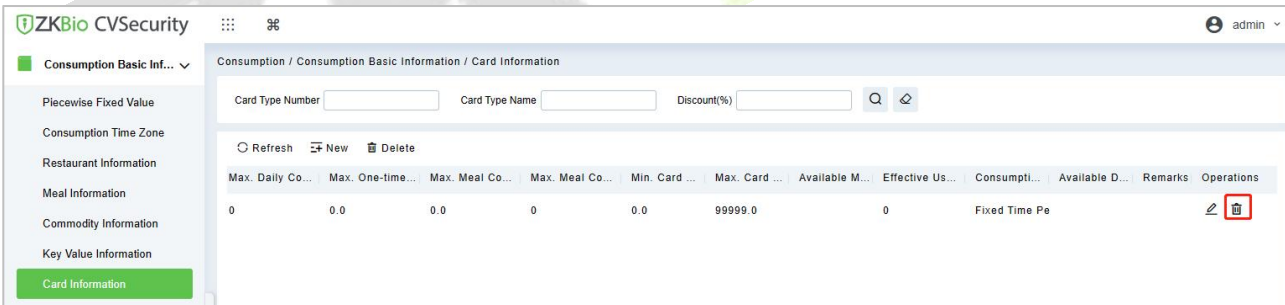 ZKBio CVSecurity
admin
Consumption Basic Inf...
Consumption / Consumption Basic Information / Card Information
Piecewise Fixed Value
Card Type Number Card Type Name Discount(%)
Consumption Time Zone
Restaurant Information
Refresh New Delete
Meal Information
Max. Daily Co... Max. One-time... Max. Meal Co... Max. Meal Co... Min. Card ... Max. Card ... Available M... Effective Us... Consumpti... Available D... Remarks Operations
0 0.0 0.0 0 0.0 99999.0 0 Fixed Time Pe
Commodity Information
Key Value Information
Card Information